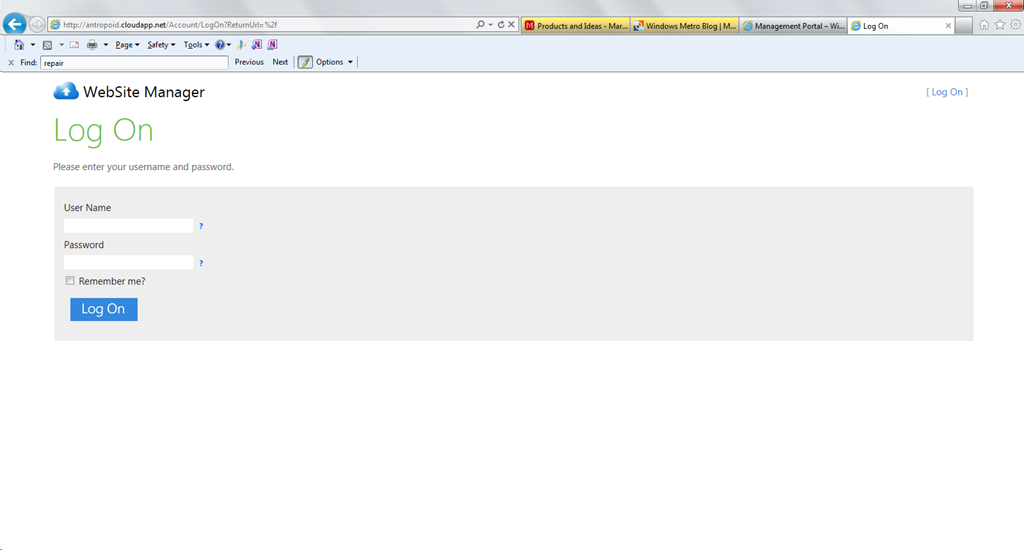 http://antropoid.cloudapp.net/Account/LogOn?ReturnUrl=%2f
Products and Ideas - Mar...
Windows Metro Blog | M...
Management Portal – Wi...
Log On
Page
Safety
Tools
Find:
repair
Previous
Next
Options
WebSite Manager
[ Log On ]
Log On
Please enter your username and password.
User Name
?
Password
?
Remember me?
Log On